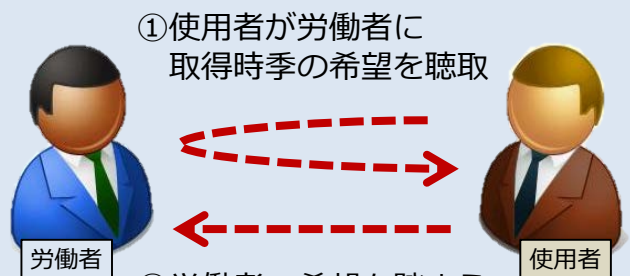 ①使用者が労働者に
取得時季の希望を聴取
労働者
使用者